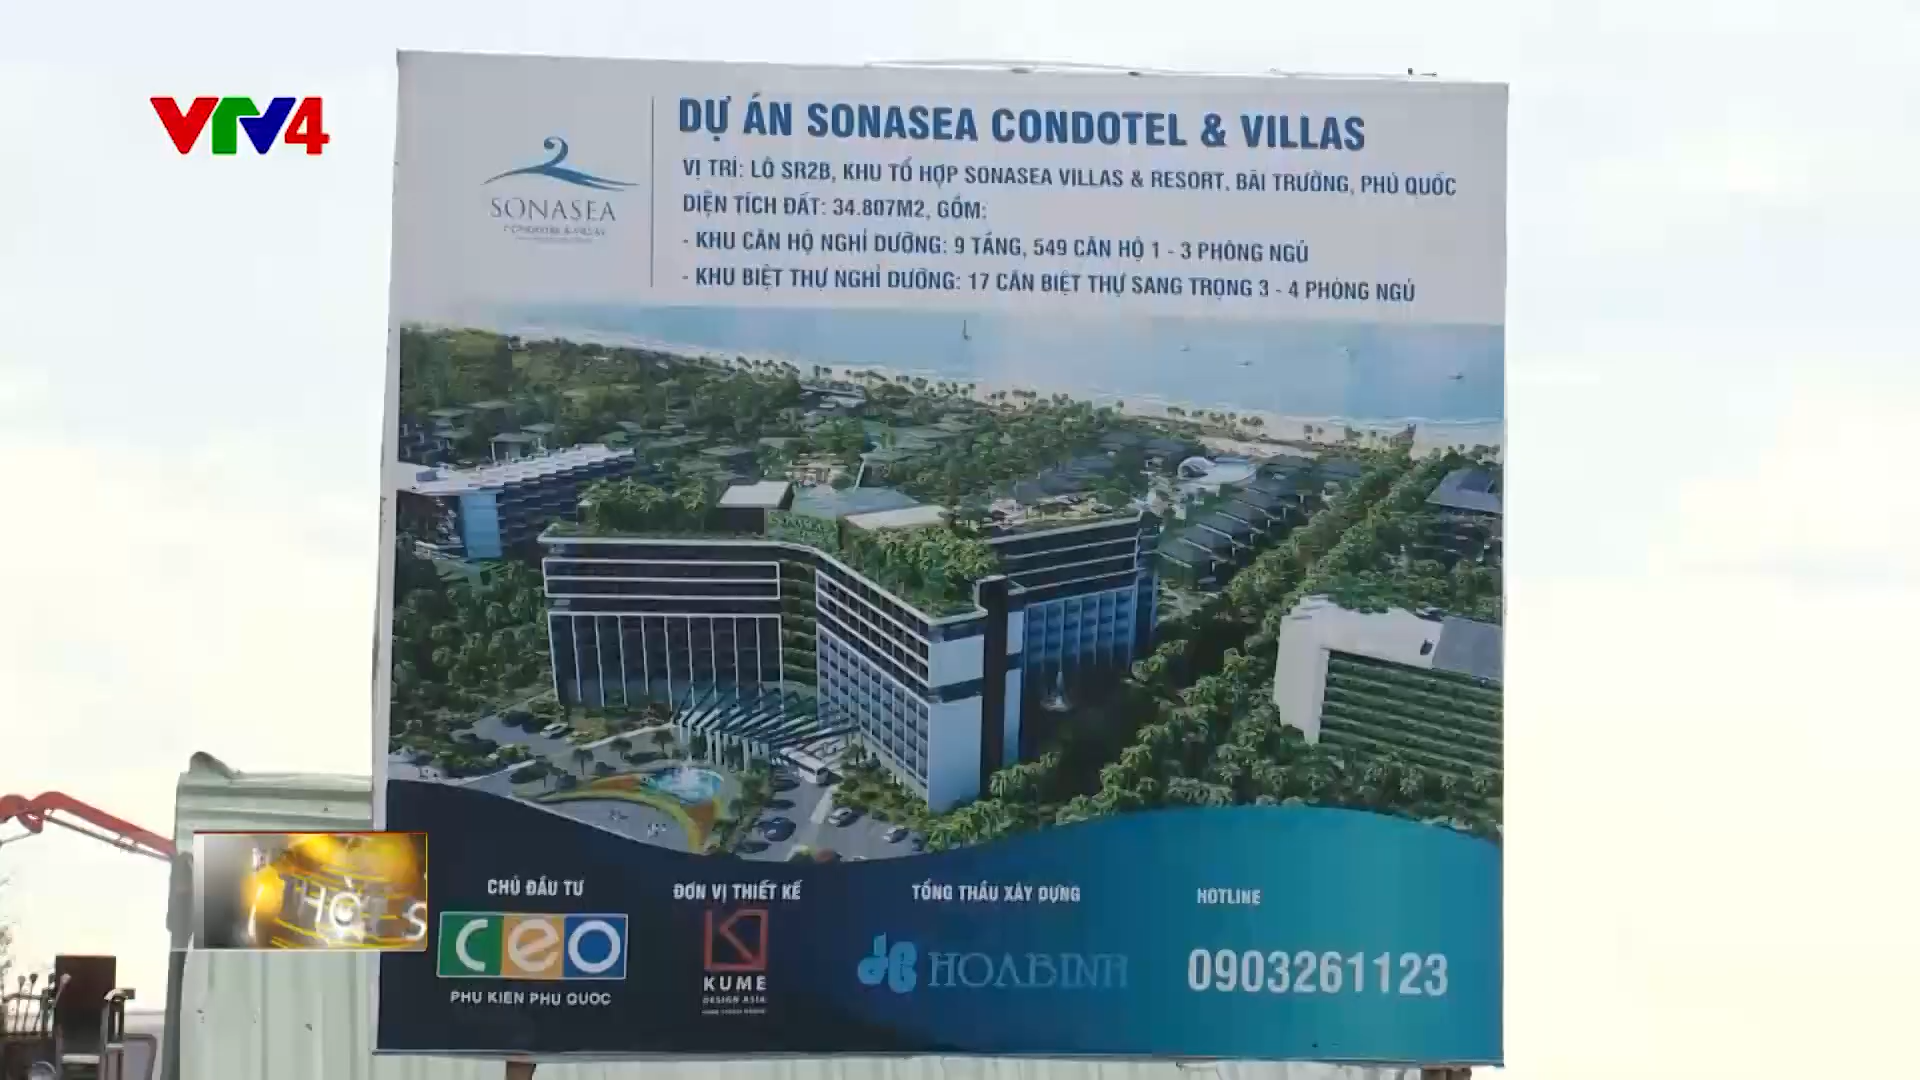 VTV4
DỰ ÁN SONASEA CONDOTEL & VILLAS
VỊ TRÍ: LÔ SR2B, KHU TỔ HỢP SONASEA VILLAS & RESORT, BÃI TRƯỜNG, PHÚ QUỐC
DIỆN TÍCH ĐẤT: 34.807M2, GỒM:
- KHU CĂN HỘ NGHỈ DƯỠNG: 9 TẦNG, 549 CĂN HỘ 1 - 3 PHÒNG NGỦ
- KHU BIỆT THỰ NGHỈ DƯỠNG: 17 CĂN BIỆT THỰ SANG TRỌNG 3 - 4 PHÒNG NGỦ
SONASEA
CONDOTEL & VILLAS
SONASEA
CHỦ ĐẦU TƯ
CEO
PHU KIEN PHU QUOC
ĐƠN VỊ THIẾT KẾ
KUME
DESIGN ASIA
TỔNG THẦU XÂY DỰNG
HOABINH
HOTLINE
0903261123